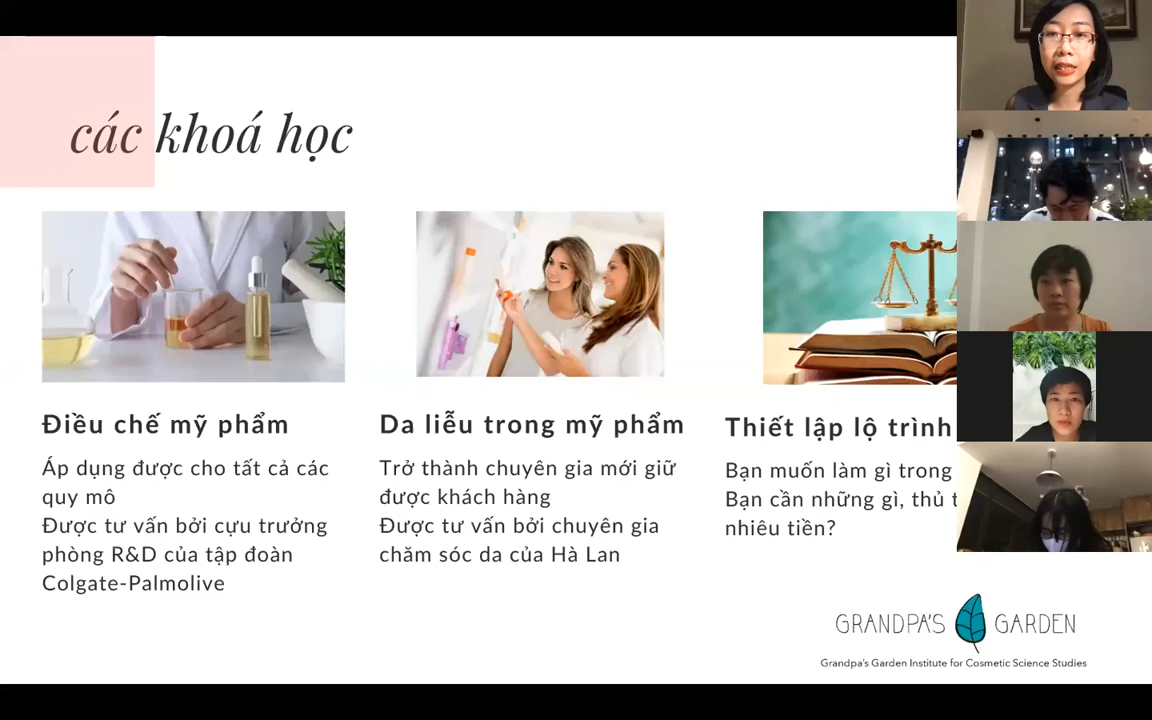 các khoá học
Điều chế mỹ phẩm
Áp dụng được cho tất cả các
quy mô
Được tư vấn bởi cựu trưởng
phòng R&D của tập đoàn
Colgate-Palmolive
Da liễu trong mỹ phẩm
Trở thành chuyên gia mới giữ
được khách hàng
Được tư vấn bởi chuyên gia
chăm sóc da của Hà Lan
Thiết lập lộ trình
Bạn muốn làm gì trong
Bạn cần những gì, thủ t
nhiêu tiền?
GRANDPA'S GARDEN
Grandpa's Garden Institute for Cosmetic Science Studies